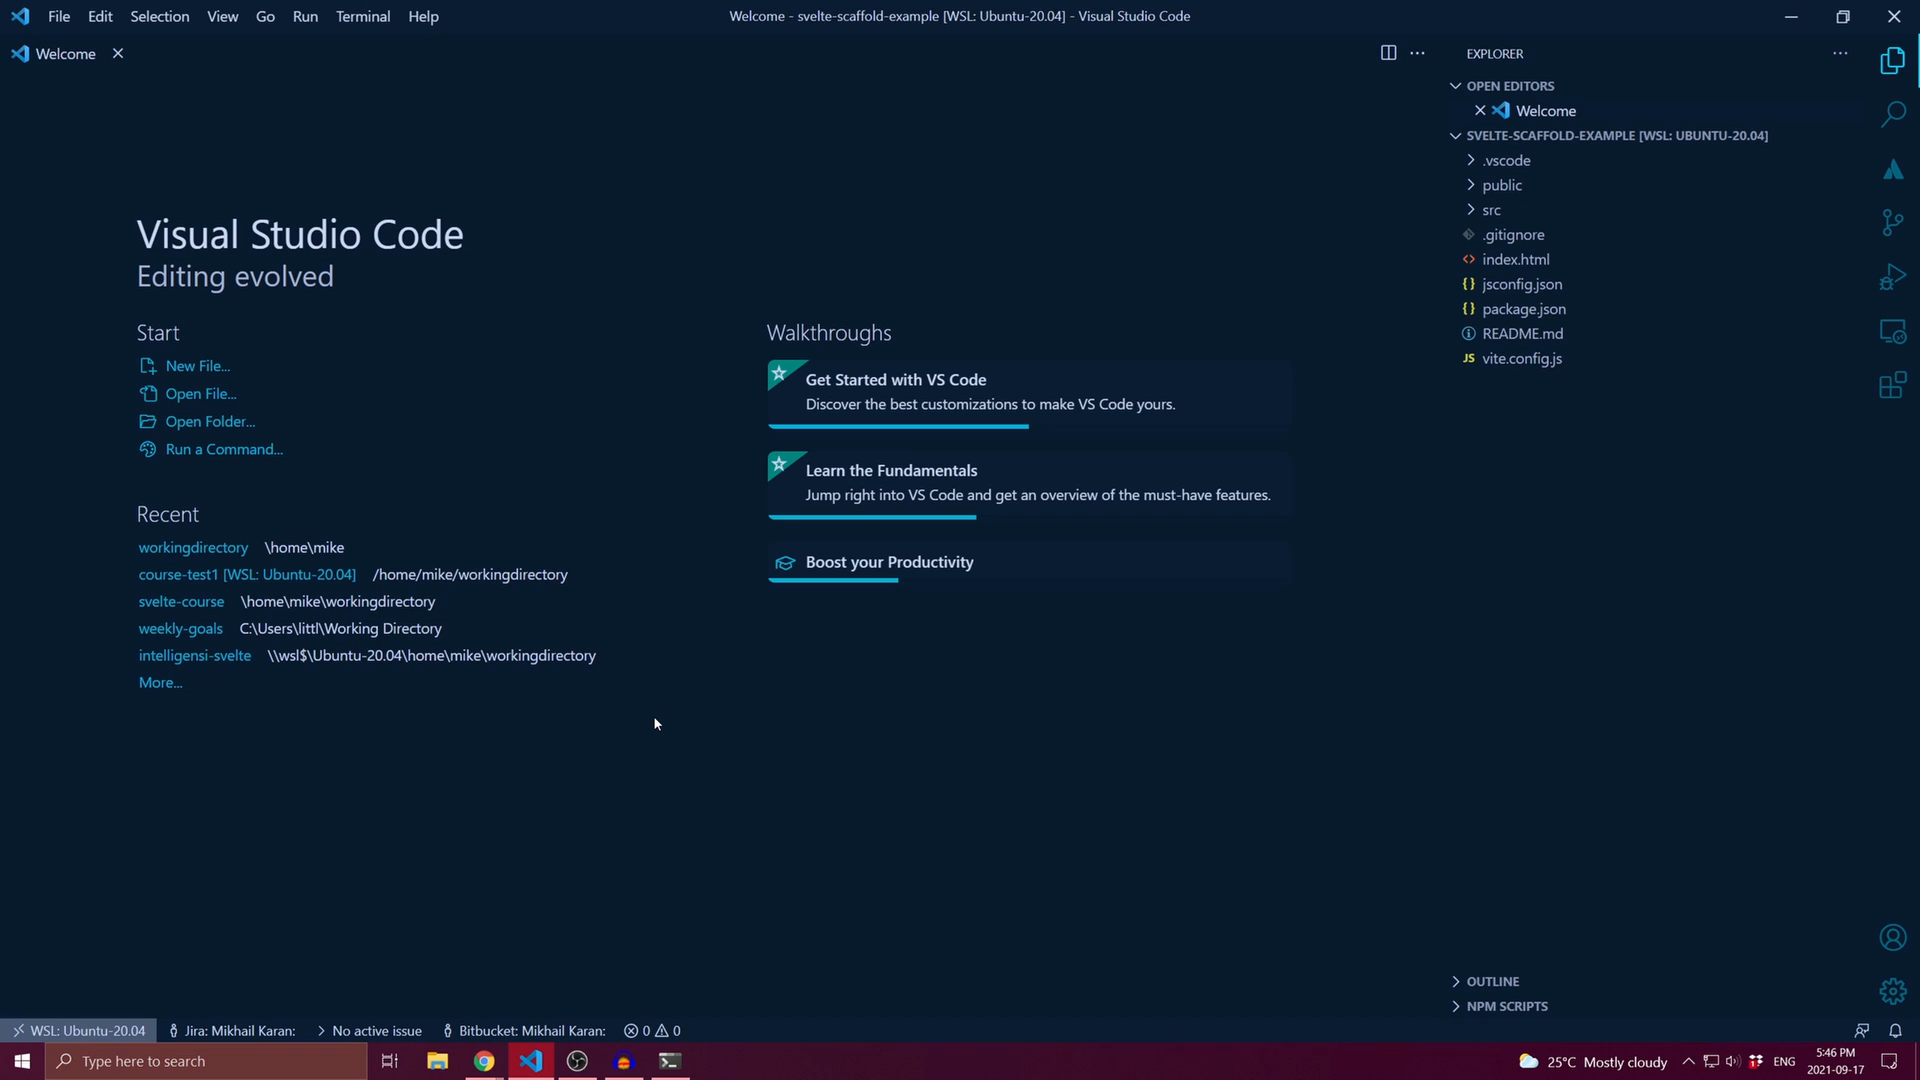 File Edit Selection View Go Run Terminal Help
Welcome - svelte-scaffold-example [WSL: Ubuntu-20.04] - Visual Studio Code
Welcome
Visual Studio Code
Editing evolved
Start
New File...
Open File...
Open Folder...
Run a Command...
Recent
workingdirectory \home\mike
course-test1 [WSL: Ubuntu-20.04] /home/mike/workingdirectory
svelte-course \home\mike\workingdirectory
weekly-goals C:\Users\littl\Working Directory
intelligensi-svelte \\wsl$\Ubuntu-20.04\home\mike\workingdirectory
More...
Walkthroughs
Get Started with VS Code
Discover the best customizations to make VS Code yours.
Learn the Fundamentals
Jump right into VS Code and get an overview of the must-have features.
Boost your Productivity
EXPLORER
OPEN EDITORS
Welcome
SVELTE-SCAFFOLD-EXAMPLE [WSL: UBUNTU-20.04]
.vscode
public
src
.gitignore
index.html
jsconfig.json
package.json
README.md
JS vite.config.js
OUTLINE
NPM SCRIPTS
WSL: Ubuntu-20.04 Jira: Mikhail Karan: No active issue Bitbucket: Mikhail Karan: 0 0
Type here to search
25°C Mostly cloudy ENG
5:46 PM
2021-09-17